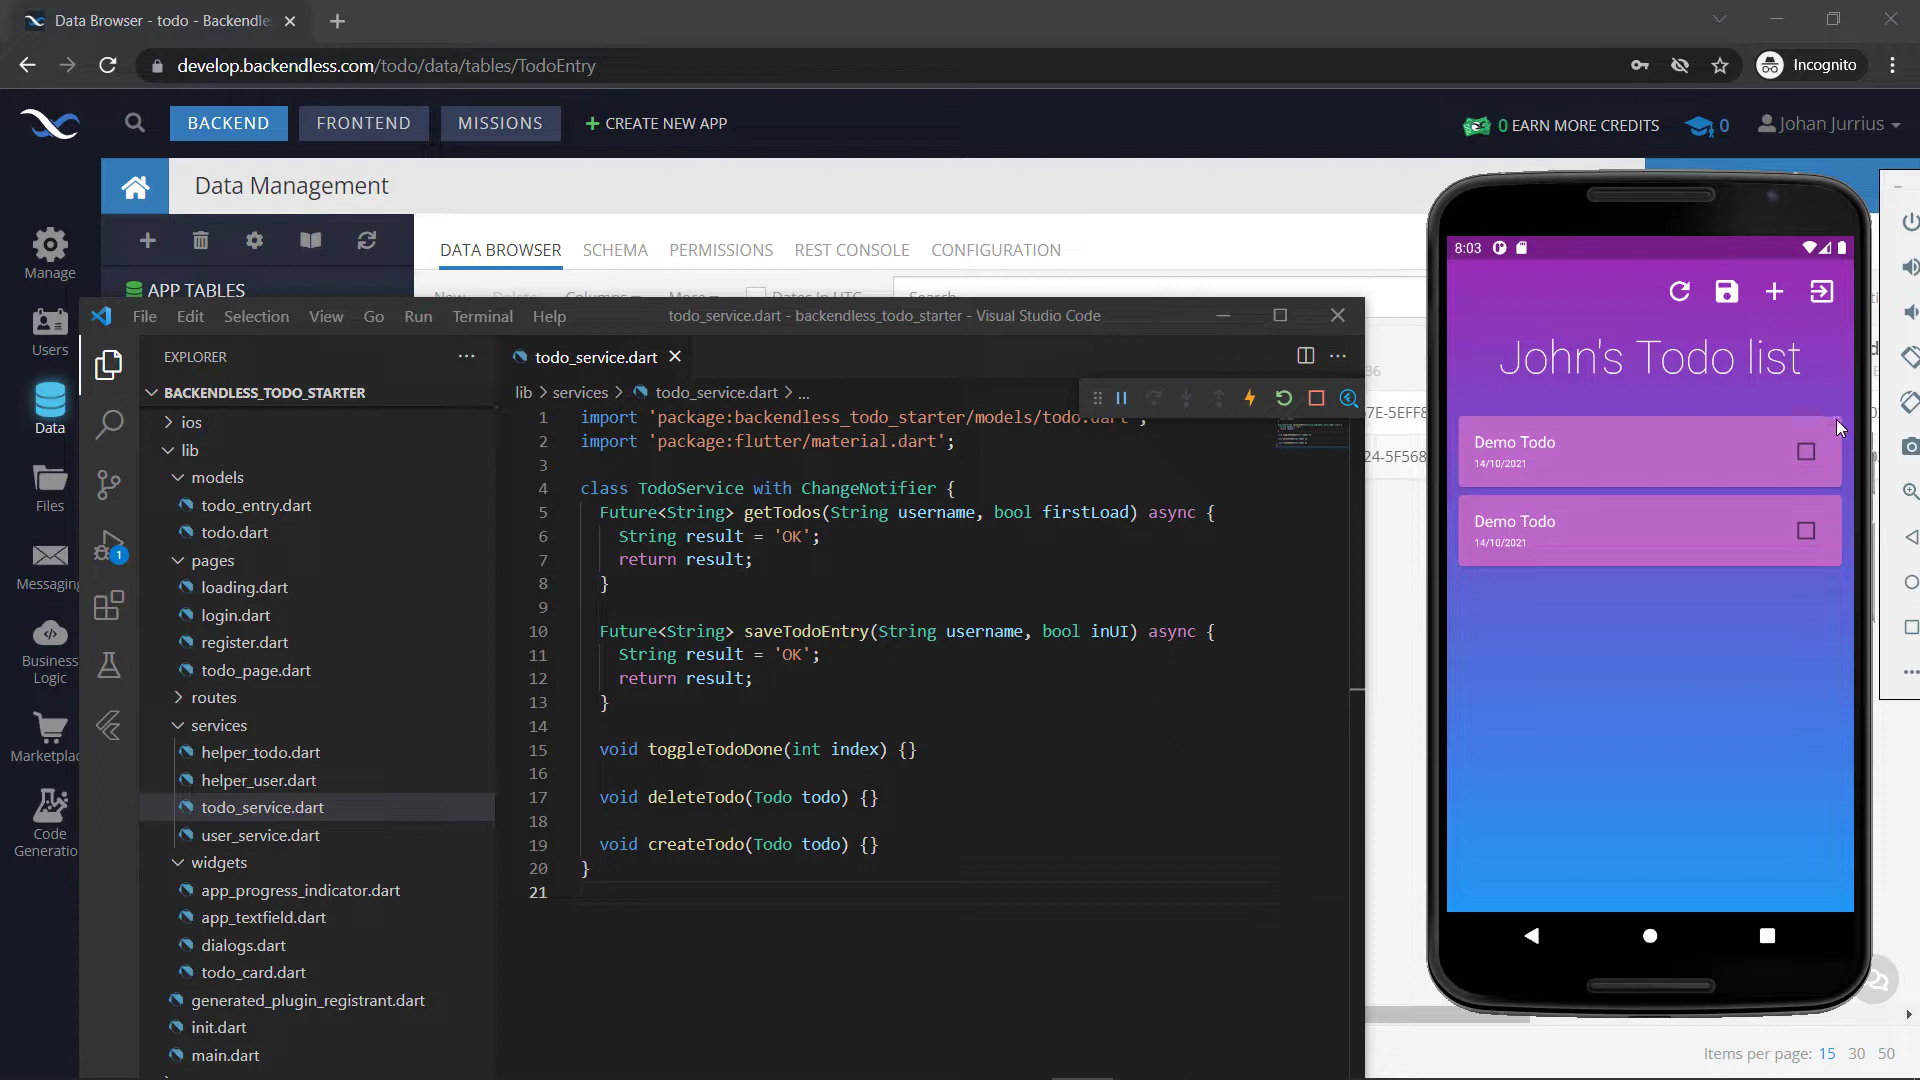 Data Browser - todo - Backendle
develop.backendless.com/todo/data/tables/TodoEntry
Incognito
BACKEND
FRONTEND
MISSIONS
+ CREATE NEW APP
0 EARN MORE CREDITS
0
Johan Jurrius
Data Management
Manage
Users
Data
Files
Messaging
Business
Logic
Marketplac
Code
Generatio
DATA BROWSER
SCHEMA
PERMISSIONS
REST CONSOLE
CONFIGURATION
APP TABLES
File
Edit
Selection
View
Go
Run
Terminal
Help
todo_service.dart - backendless_todo_starter - Visual Studio Code
EXPLORER
BACKENDLESS_TODO_STARTER
ios
lib
models
todo_entry.dart
todo.dart
pages
loading.dart
login.dart
register.dart
todo_page.dart
routes
services
helper_todo.dart
helper_user.dart
todo_service.dart
user_service.dart
widgets
app_progress_indicator.dart
app_textfield.dart
dialogs.dart
todo_card.dart
generated_plugin_registrant.dart
init.dart
main.dart
1
todo_service.dart
lib > services > todo_service.dart > ...
1 import 'package:backendless_todo_starter/models/todo.dart';
2 import 'package:flutter/material.dart';
3
4 class TodoService with ChangeNotifier {
5 Future<String> getTodos(String username, bool firstLoad) async {
6 String result = 'OK';
7 return result;
8 }
9
10 Future<String> saveTodoEntry(String username, bool inUI) async {
11 String result = 'OK';
12 return result;
13 }
14
15 void toggleTodoDone(int index) {}
16
17 void deleteTodo(Todo todo) {}
18
19 void createTodo(Todo todo) {}
20 }
21
7E-5EFF8
24-5F568
8:03
John's Todo list
Demo Todo
14/10/2021
Demo Todo
14/10/2021
Items per page: 15 30 50